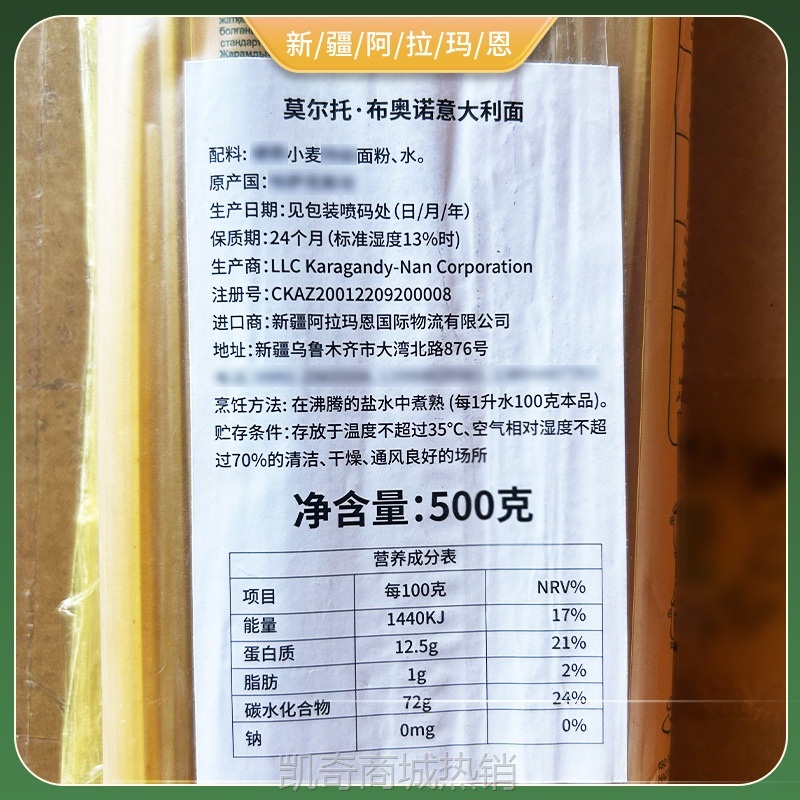 新/疆/阿/拉/玛/恩
болған
стандарт
Жарамды
莫尔托·布奥诺意大利面
配料: 小麦 面粉、水。
原产国:
生产日期:见包装喷码处(日/月/年)
保质期:24个月(标准湿度13%时)
生产商:LLC Karagandy-Nan Corporation
注册号:CKAZ20012209200008
进口商:新疆阿拉玛恩国际物流有限公司
地址:新疆乌鲁木齐市大湾北路876号
烹饪方法: 在沸腾的盐水中煮熟 (每1升水100克本品)。
贮存条件:存放于温度不超过35°C、空气相对湿度不超
过70%的清洁、干燥、通风良好的场所
净含量:500克
营养成分表
项目 每100克 NRV%
能量 1440KJ 17%
蛋白质 12.5g 21%
脂肪 1g 2%
碳水化合物 72g 24%
钠 0mg 0%
凯奇商城热销